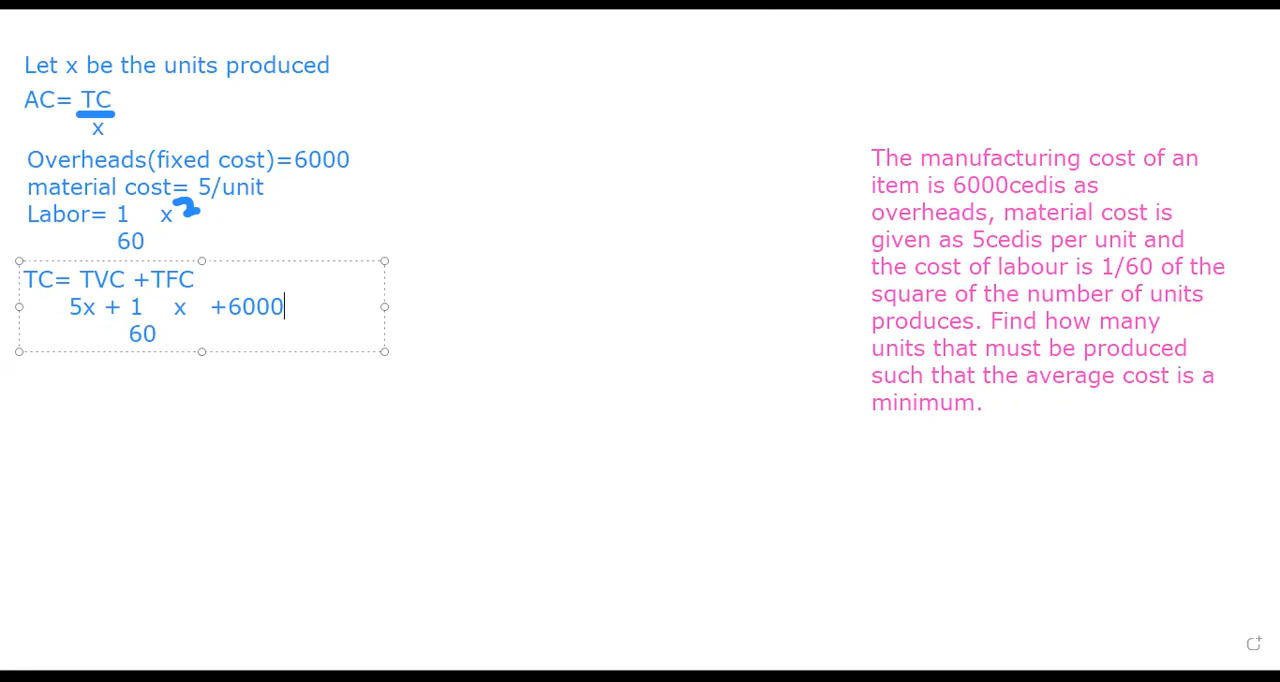 Let x be the units produced
AC= TC
x
Overheads(fixed cost)=6000
material cost= 5/unit
Labor= 1 x 2
60
TC= TVC +TFC
5x + 1 x +6000
60
The manufacturing cost of an
item is 6000cedis as
overheads, material cost is
given as 5cedis per unit and
the cost of labour is 1/60 of the
square of the number of units
produces. Find how many
units that must be produced
such that the average cost is a
minimum.